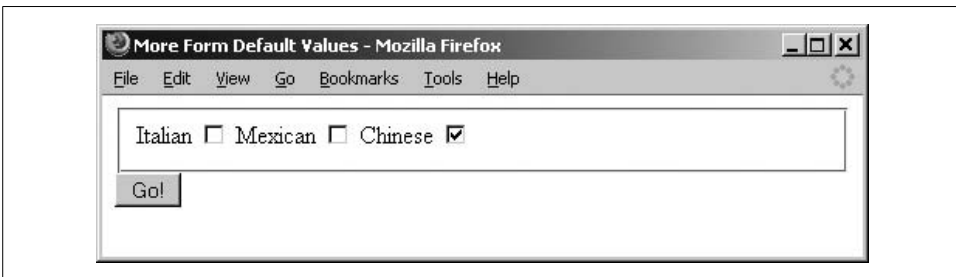 More Form Default Values - Mozilla Firefox
File Edit View Go Bookmarks Tools Help
Italian Mexican Chinese
Go!